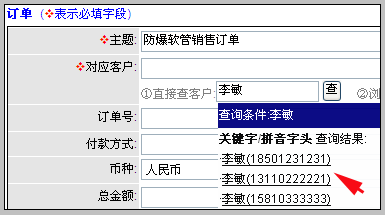 订单 (❖表示必填字段)
❖主题: 防爆软管销售订单
❖对应客户:
①直接查客户: 李敏 查 ②浏
订单号: 查询条件:李敏
付款方式: 关键字/拼音字头 查询结果:
币种: 人民币 ·李敏(18501231231)
·李敏(13110222221)
总金额: ·李敏(15810333333)